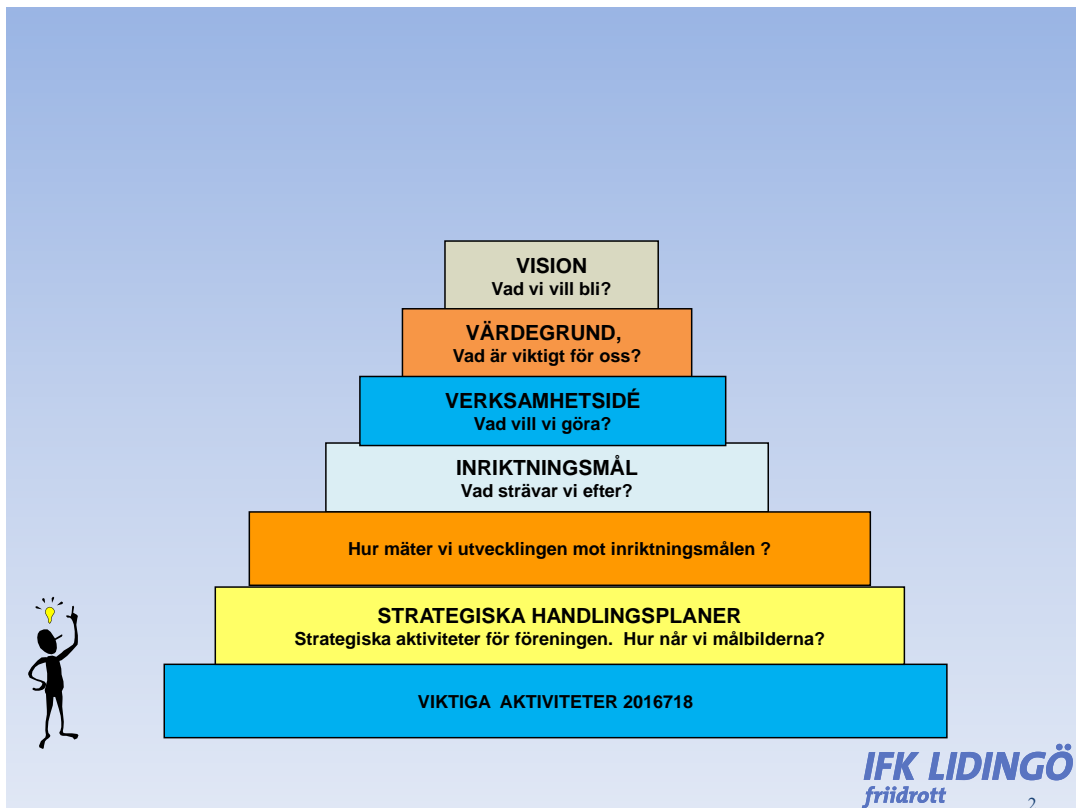 VISION
Vad vi vill bli?
VÄRDEGRUND,
Vad är viktigt för oss?
VERKSAMHETSIDÉ
Vad vill vi göra?
INRIKTNINGSMÅL
Vad strävar vi efter?
Hur mäter vi utvecklingen mot inriktningsmålen ?
STRATEGISKA HANDLINGSPLANER
Strategiska aktiviteter för föreningen. Hur når vi målbilderna?
VIKTIGA AKTIVITETER 2016718
IFK LIDINGÖ
friidrott
2